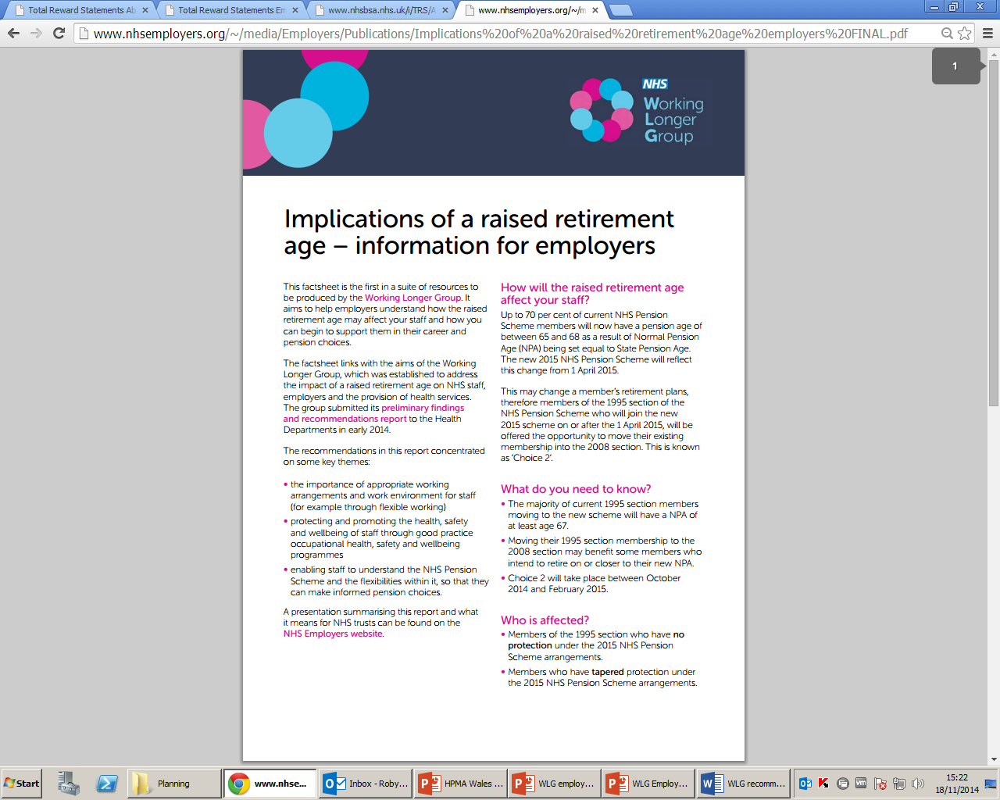 Total Reward Statements Ab
Total Reward Statements Em
www.nhsbsa.nhs.uk/i/TRS/A
www.nhsemployers.org/~/m
www.nhsemployers.org/~/media/Employers/Publications/Implications%20of%20a%20raised%20retirement%20age%20employers%20FINAL.pdf
1
NHS
Working
Longer
Group
Implications of a raised retirement
age – information for employers
This factsheet is the first in a suite of resources to
be produced by the Working Longer Group. It
aims to help employers understand how the raised
retirement age may affect your staff and how you
can begin to support them in their career and
pension choices.
The factsheet links with the aims of the Working
Longer Group, which was established to address
the impact of a raised retirement age on NHS staff,
employers and the provision of health services.
The group submitted its preliminary findings
and recommendations report to the Health
Departments in early 2014.
The recommendations in this report concentrated
on some key themes:
• the importance of appropriate working
arrangements and work environment for staff
(for example through flexible working)
• protecting and promoting the health, safety
and wellbeing of staff through good practice
occupational health, safety and wellbeing
programmes
• enabling staff to understand the NHS Pension
Scheme and the flexibilities within it, so that they
can make informed pension choices.
A presentation summarising this report and what
it means for NHS trusts can be found on the
NHS Employers website.
How will the raised retirement age
affect your staff?
Up to 70 per cent of current NHS Pension
Scheme members will now have a pension age of
between 65 and 68 as a result of Normal Pension
Age (NPA) being set equal to State Pension Age.
The new 2015 NHS Pension Scheme will reflect
this change from 1 April 2015.
This may change a member's retirement plans,
therefore members of the 1995 section of the
NHS Pension Scheme who will join the new
2015 scheme on or after the 1 April 2015, will be
offered the opportunity to move their existing
membership into the 2008 section. This is known
as ‘Choice 2’.
What do you need to know?
• The majority of current 1995 section members
moving to the new scheme will have a NPA of
at least age 67.
• Moving their 1995 section membership to the
2008 section may benefit some members who
intend to retire on or closer to their new NPA.
• Choice 2 will take place between October
2014 and February 2015.
Who is affected?
• Members of the 1995 section who have no
protection under the 2015 NHS Pension
Scheme arrangements.
• Members who have tapered protection under
the 2015 NHS Pension Scheme arrangements.
Start
Planning
www.nhse...
Inbox - Roby...
HPMA Wales ...
WLG employ...
WLG Employ...
WLG recomm...
15:22
18/11/2014